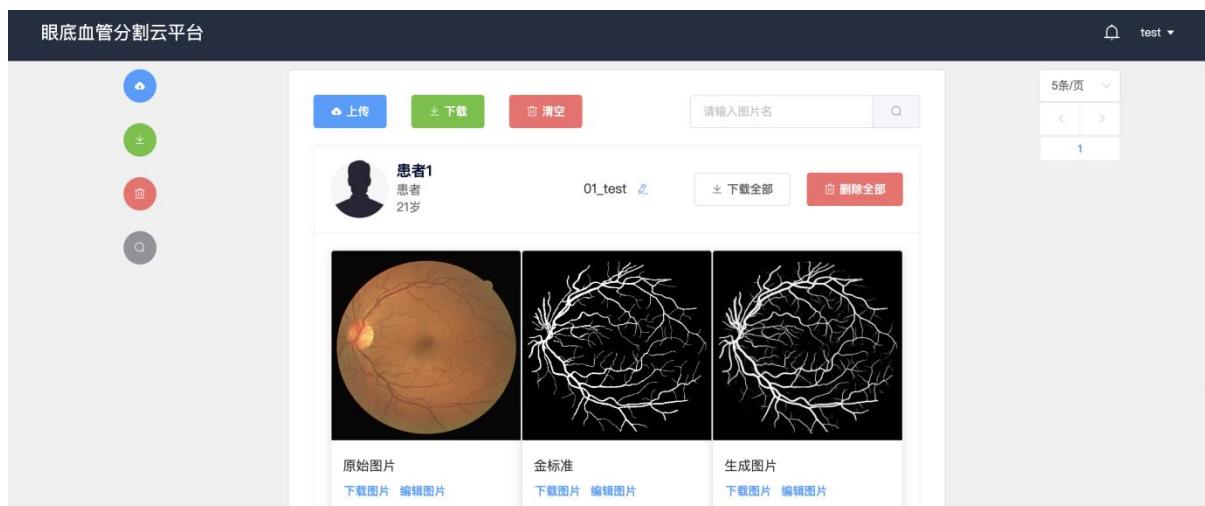 眼底血管分割云平台
test
上传
下载
清空
请输入图片名
5条/页
1
患者1
患者
21岁
01_test
下载全部
删除全部
原始图片
金标准
生成图片
下载图片 编辑图片
下载图片 编辑图片
下载图片 编辑图片